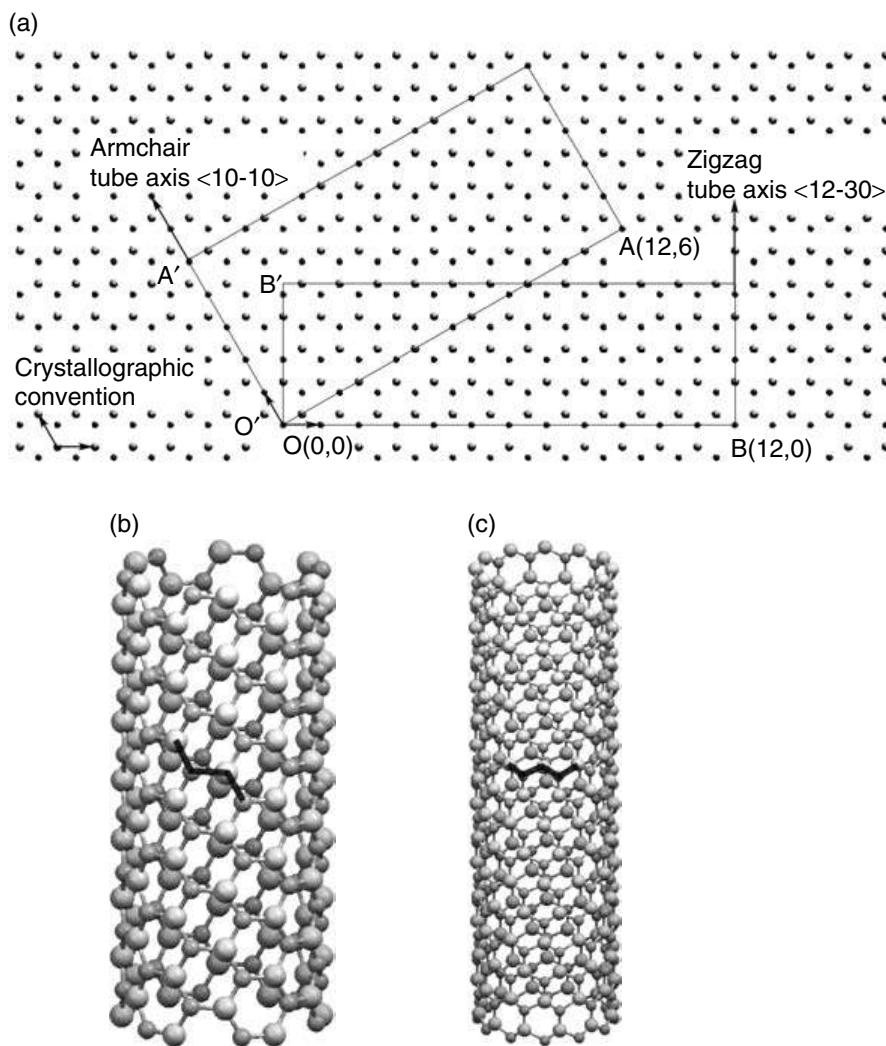 (a)
Armchair
tube axis <10-10>
Zigzag
tube axis <12-30>
A(12,6)
A′
B′
Crystallographic
convention
O′
O(0,0)
B(12,0)
(b)
(c)